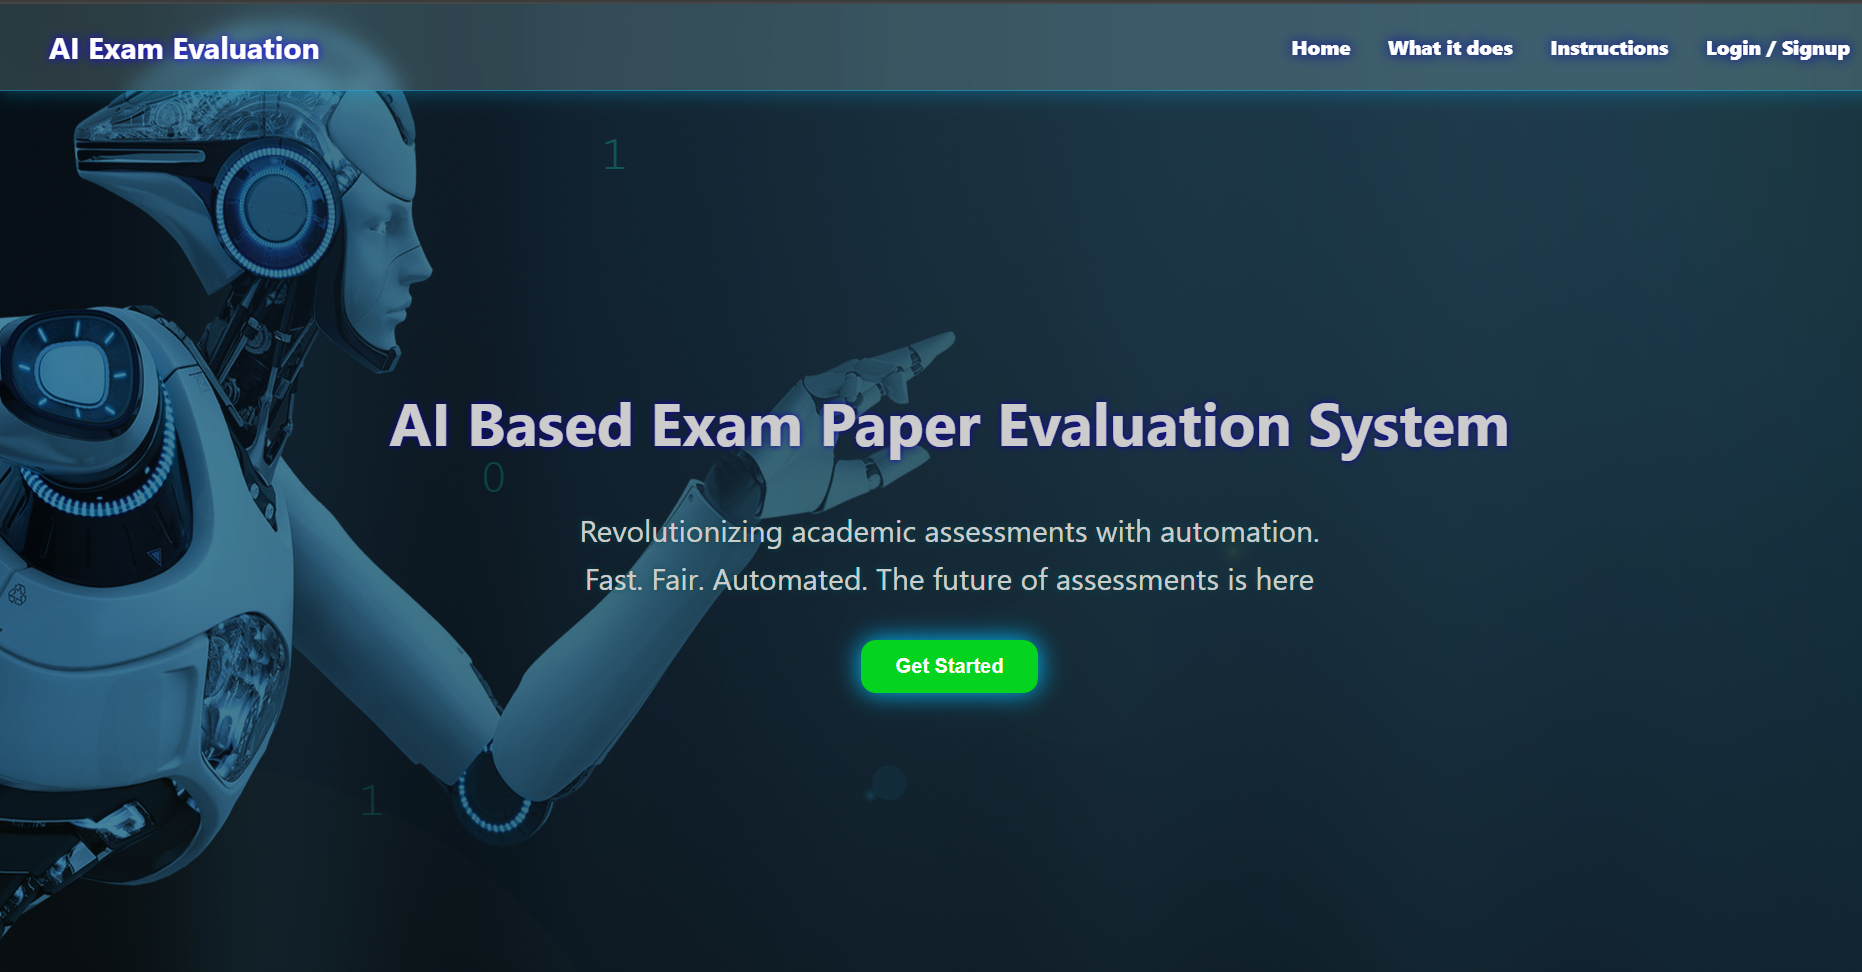 AI Exam Evaluation
Home
What it does
Instructions
Login / Signup
1
AI Based Exam Paper Evaluation System
0
Revolutionizing academic assessments with automation.
Fast. Fair. Automated. The future of assessments is here
Get Started
1